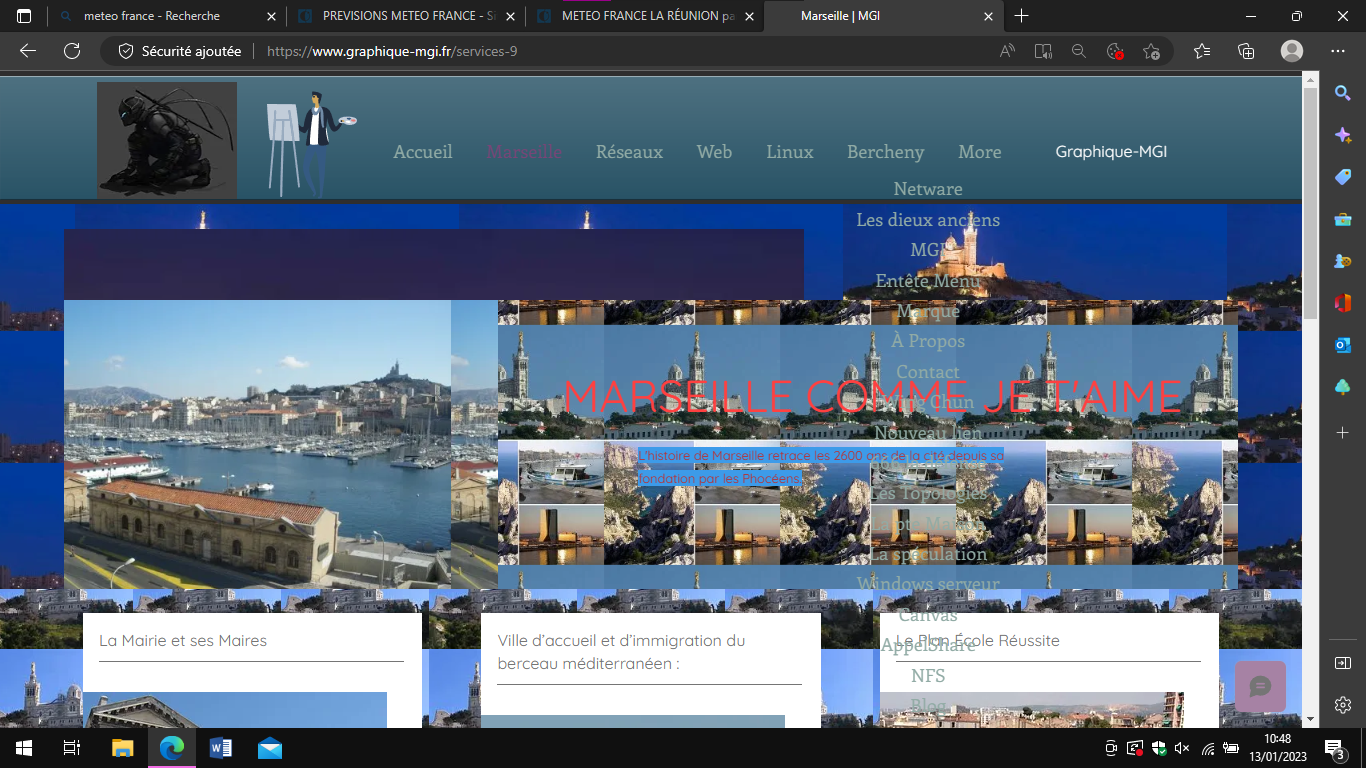 meteo france - Recherche
PREVISIONS METEO FRANCE - Si
METEO FRANCE LA RÉUNION pa
Marseille | MGI
Sécurité ajoutée
https://www.graphique-mgi.fr/services-9
Accueil
Marseille
Réseaux
Web
Linux
Bercheny
More
Graphique-MGI
Netware
Les dieux anciens
MGI
Entête Menu
Marque
À Propos
Contact
Wing Chun
Nouveau lien
Les Topologies
La spéculation
Windows serveur
Canvas
AppelShare
NFS
Blog
MARSEILLE COMME JE T'AIME
L'histoire de Marseille retrace les 2600 ans de la cité depuis sa
fondation par les Phocéens.
La Mairie et ses Maires
Ville d'accueil et d'immigration du
berceau méditerranéen :
Le Plan École Réussite
10:48
13/01/2023
3